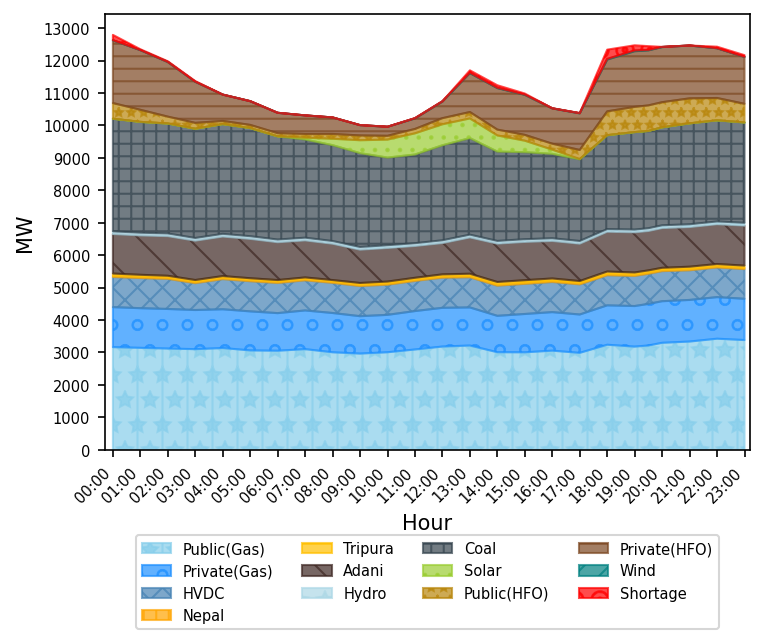 13000
12000
11000
10000
9000
8000
7000
6000
5000
4000
3000
2000
1000
0
MW
00:00 01:00 02:00 03:00 04:00 05:00 06:00 07:00 08:00 09:00 10:00 11:00 12:00 13:00 14:00 15:00 16:00 17:00 18:00 19:00 20:00 21:00 22:00 23:00
Hour
Public(Gas) Tripura Coal Private(HFO)
Private(Gas) Adani Solar Wind
HVDC Hydro Public(HFO) Shortage
Nepal